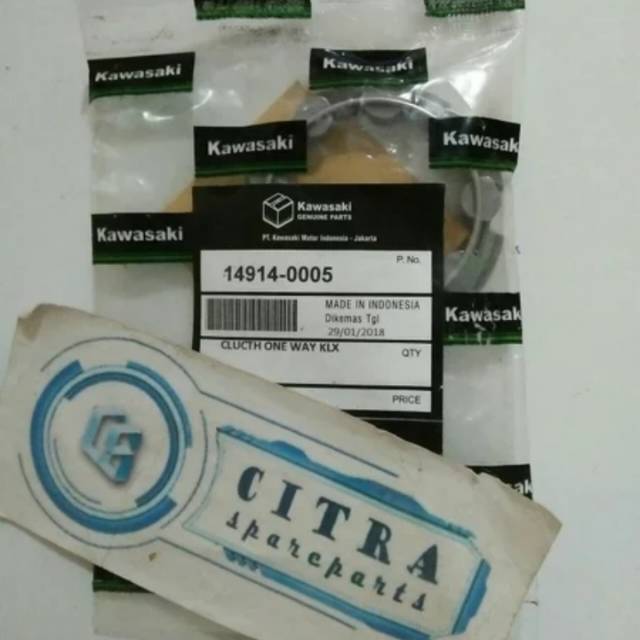 Kawasaki
Kawasaki
Kawasaki
Kawasaki
Kawasaki
Kawasaki
GENUINE PARTS
PT. Kawasaki Motor Indonesia - Jakarta
P. No.
14914-0005
MADE IN INDONESIA
Dikemas Tgl
29/01/2018
Kawasaki
CLUCTH ONE WAY KLX
QTY
PRICE
CITRA
spareparts